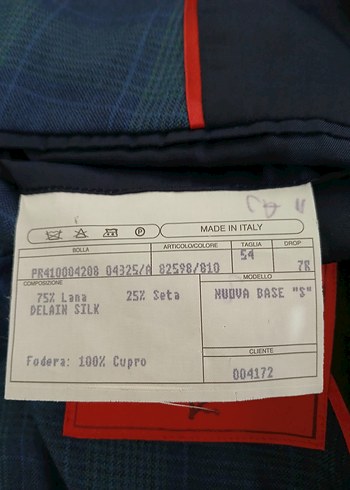 MADE IN ITALY
BOLLA ARTICOLO/COLORE TAGLIA DROP
PR410004208 04325/A 82598/810 54 7R
COMPOSIZIONE MODELLO
75% Lana 25% Seta NUOVA BASE "S"
DELAIN SILK
CLIENTE
Fodera: 100% Cupro 004172